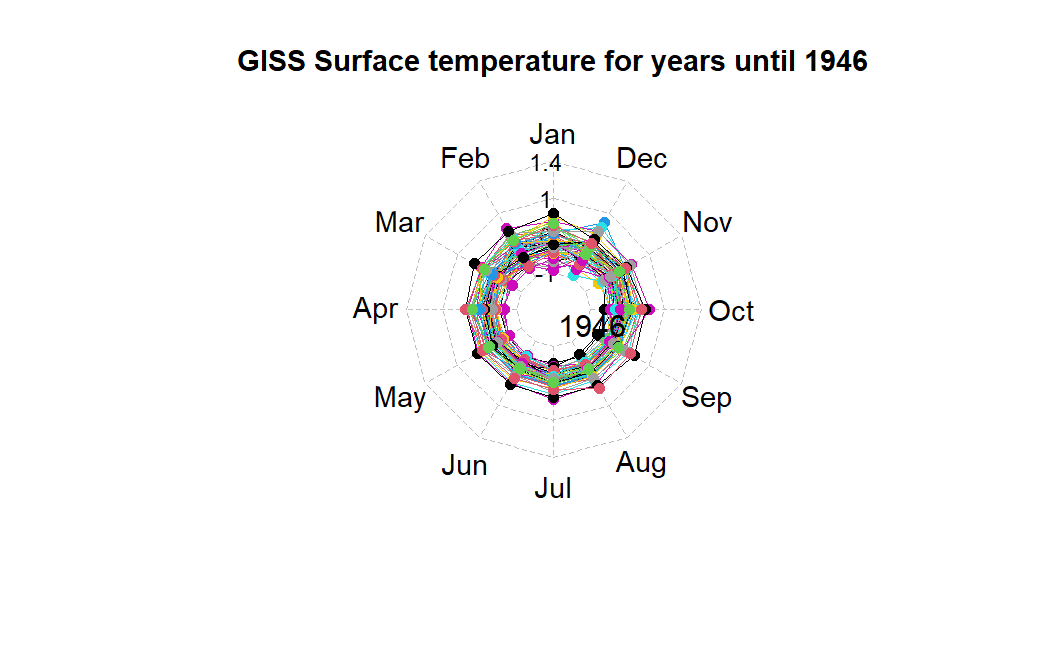 GISS Surface temperature for years until 1946
Jan
Feb
Dec
1.4
1
Mar
Nov
-1
Apr
Oct
1946
May
Sep
Jun
Aug
Jul